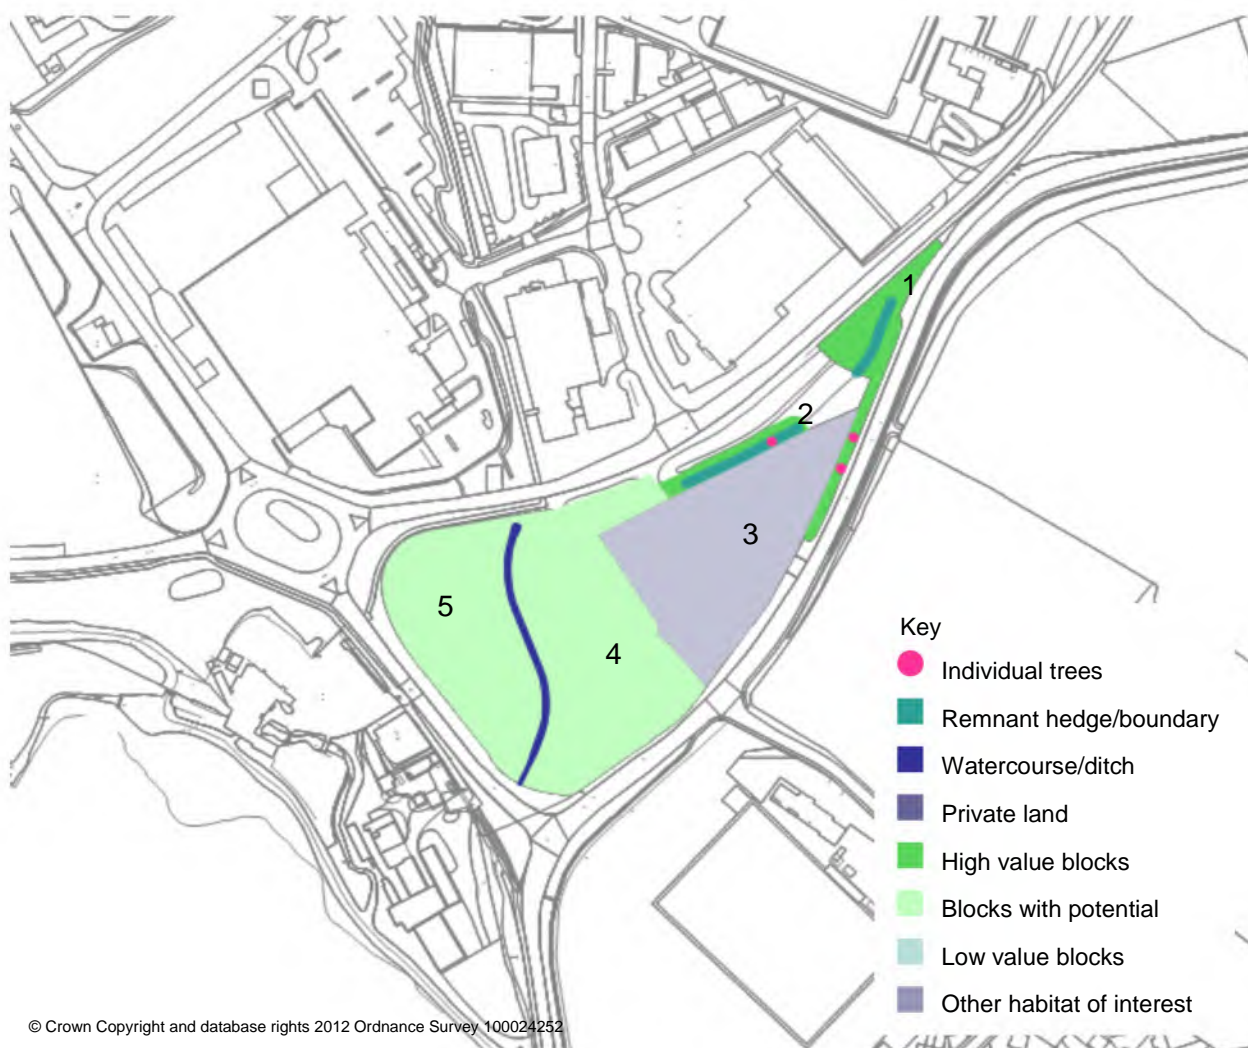 1
2
3
5
4
Key
Individual trees
Remnant hedge/boundary
Watercourse/ditch
Private land
High value blocks
Blocks with potential
Low value blocks
Other habitat of interest
© Crown Copyright and database rights 2012 Ordnance Survey 100024252